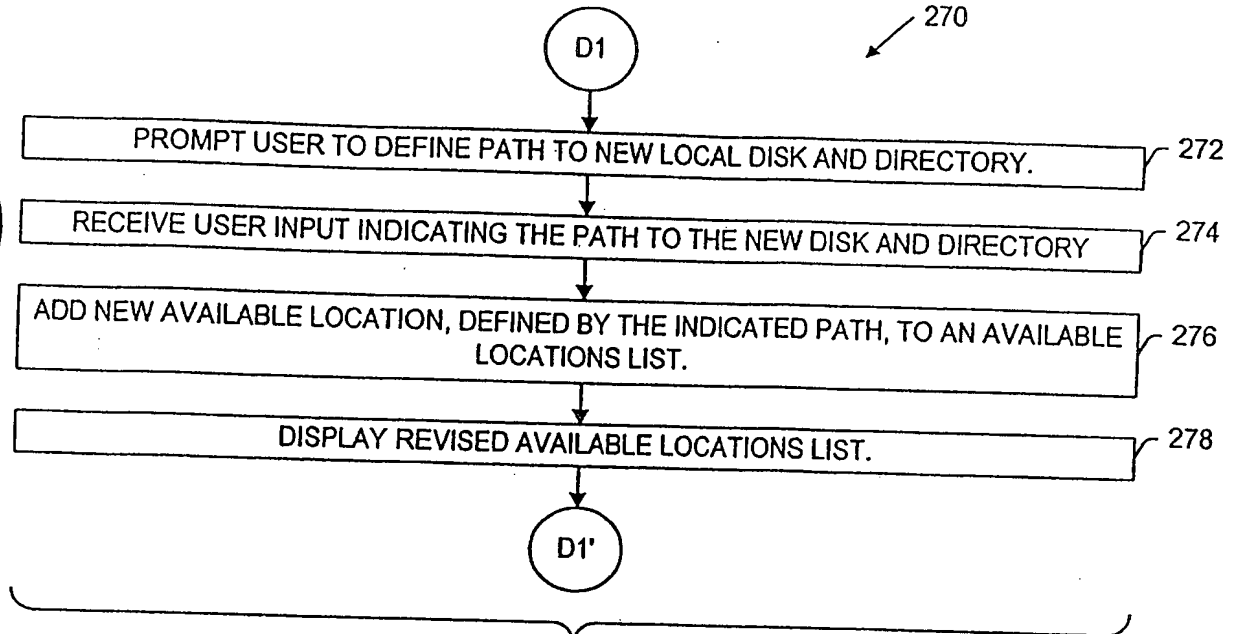 D1
270
PROMPT USER TO DEFINE PATH TO NEW LOCAL DISK AND DIRECTORY.
272
RECEIVE USER INPUT INDICATING THE PATH TO THE NEW DISK AND DIRECTORY
274
ADD NEW AVAILABLE LOCATION, DEFINED BY THE INDICATED PATH, TO AN AVAILABLE
LOCATIONS LIST.
276
DISPLAY REVISED AVAILABLE LOCATIONS LIST.
278
D1'